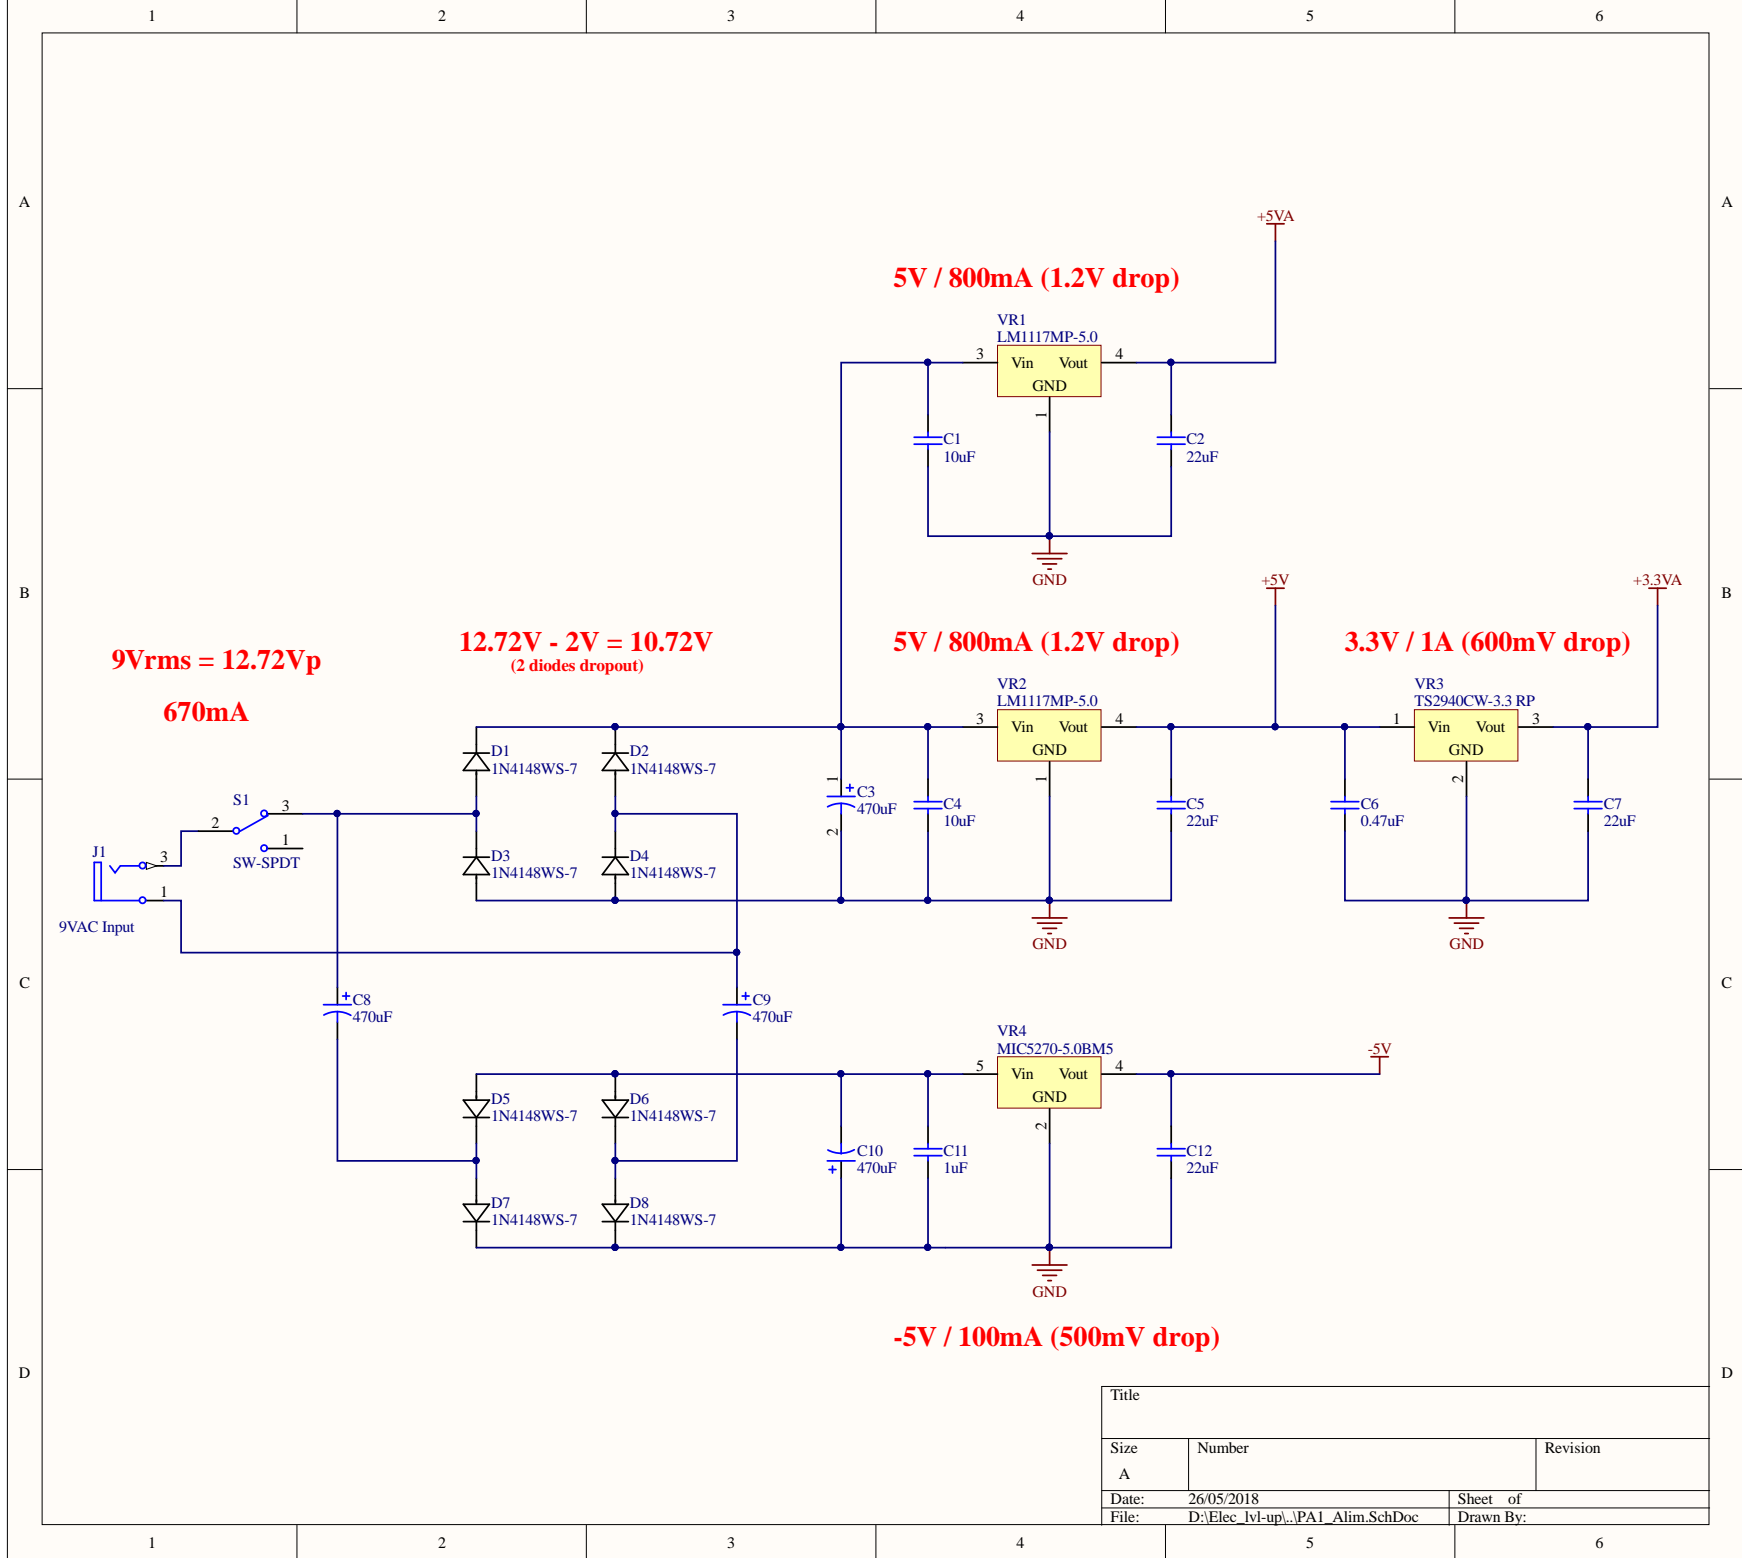 1 2 3 4 5 6
A A
+5VA
5V / 800mA (1.2V drop)
VR1
LM1117MP-5.0
3 Vin Vout 4
GND
1
C1
10uF
C2
22uF
GND
B B
+5V
+3.3VA
9Vrms = 12.72Vp
670mA
12.72V - 2V = 10.72V
(2 diodes dropout)
5V / 800mA (1.2V drop)
3.3V / 1A (600mV drop)
VR2
LM1117MP-5.0
3 Vin Vout 4
GND
1
VR3
TS2940CW-3.3 RP
1 Vin Vout 3
GND
2
D1
1N4148WS-7
D2
1N4148WS-7
1
+ C3
470uF
2
C4
10uF
C5
22uF
C6
0.47uF
C7
22uF
S1
2
3
1
SW-SPDT
J1
3
1
9VAC Input
D3
1N4148WS-7
D4
1N4148WS-7
GND
GND
C C
+ C8
470uF
+ C9
470uF
VR4
MIC5270-5.0BM5
5 Vin Vout 4
GND
2
-5V
D5
1N4148WS-7
D6
1N4148WS-7
C10
+ 470uF
C11
1uF
C12
22uF
D7
1N4148WS-7
D8
1N4148WS-7
GND
-5V / 100mA (500mV drop)
D D
Title
Size Number Revision
A
Date: 26/05/2018 Sheet of
File: D:\Elec_lvl-up\..\PA1_Alim.SchDoc Drawn By:
1 2 3 4 5 6